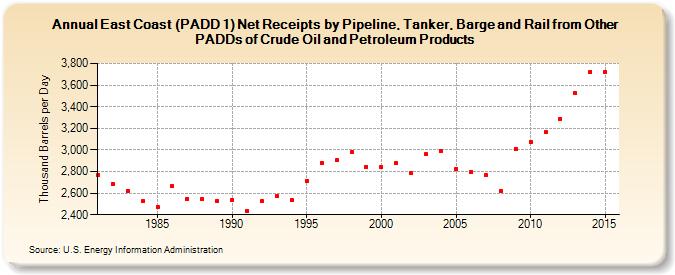 Annual East Coast (PADD 1) Net Receipts by Pipeline, Tanker, Barge and Rail from Other
PADDs of Crude Oil and Petroleum Products
Thousand Barrels per Day
3,800
3,600
3,400
3,200
3,000
2,800
2,600
2,400
1985 1990 1995 2000 2005 2010 2015
Source: U.S. Energy Information Administration